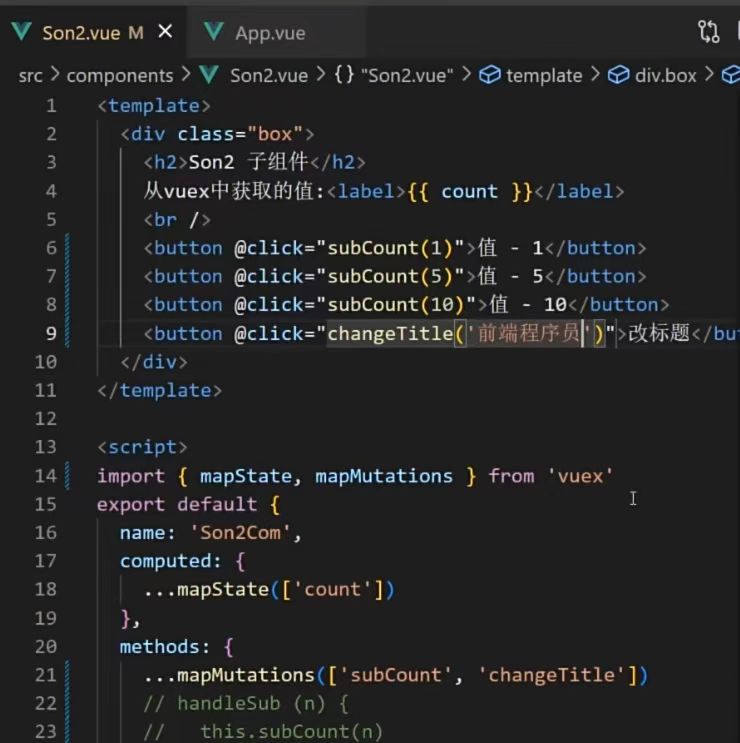 Son2.vue M × App.vue
src > components > Son2.vue > {} "Son2.vue" > template > div.box >
1 <template>
2 <div class="box">
3 <h2>Son2 子组件</h2>
4 从vuex中获取的值:<label>{{ count }}</label>
5 <br />
6 <button @click="subCount(1)">值 - 1</button>
7 <button @click="subCount(5)">值 - 5</button>
8 <button @click="subCount(10)">值 - 10</button>
9 <button @click="changeTitle('前端程序员')">改标题</bu
10 </div>
11 </template>
12
13 <script>
14 import { mapState, mapMutations } from 'vuex'
15 export default {
16 name: 'Son2Com',
17 computed: {
18 ...mapState(['count'])
19 },
20 methods: {
21 ...mapMutations(['subCount', 'changeTitle'])
22 // handleSub (n) {
23 // this.subCount(n)